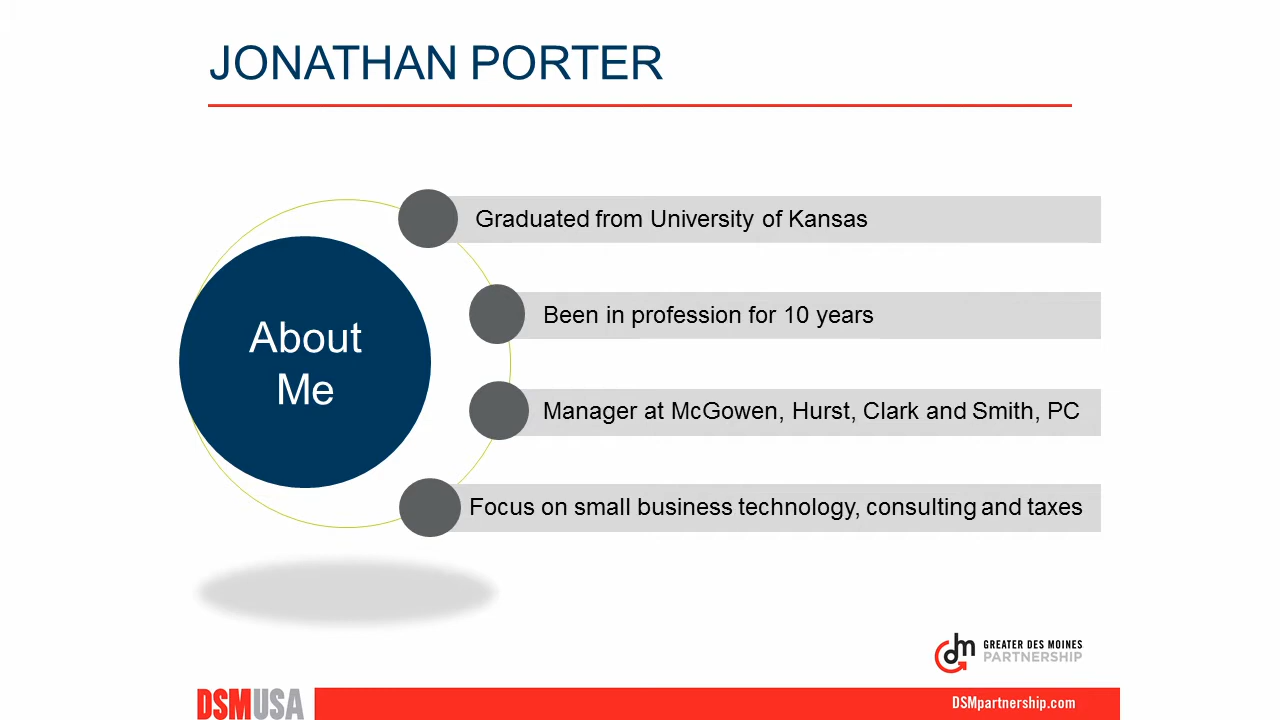 JONATHAN PORTER
About
Me
Graduated from University of Kansas
Been in profession for 10 years
Manager at McGowen, Hurst, Clark and Smith, PC
Focus on small business technology, consulting and taxes
dm
GREATER DES MOINES
PARTNERSHIP
DSMUSA
DSMpartnership.com